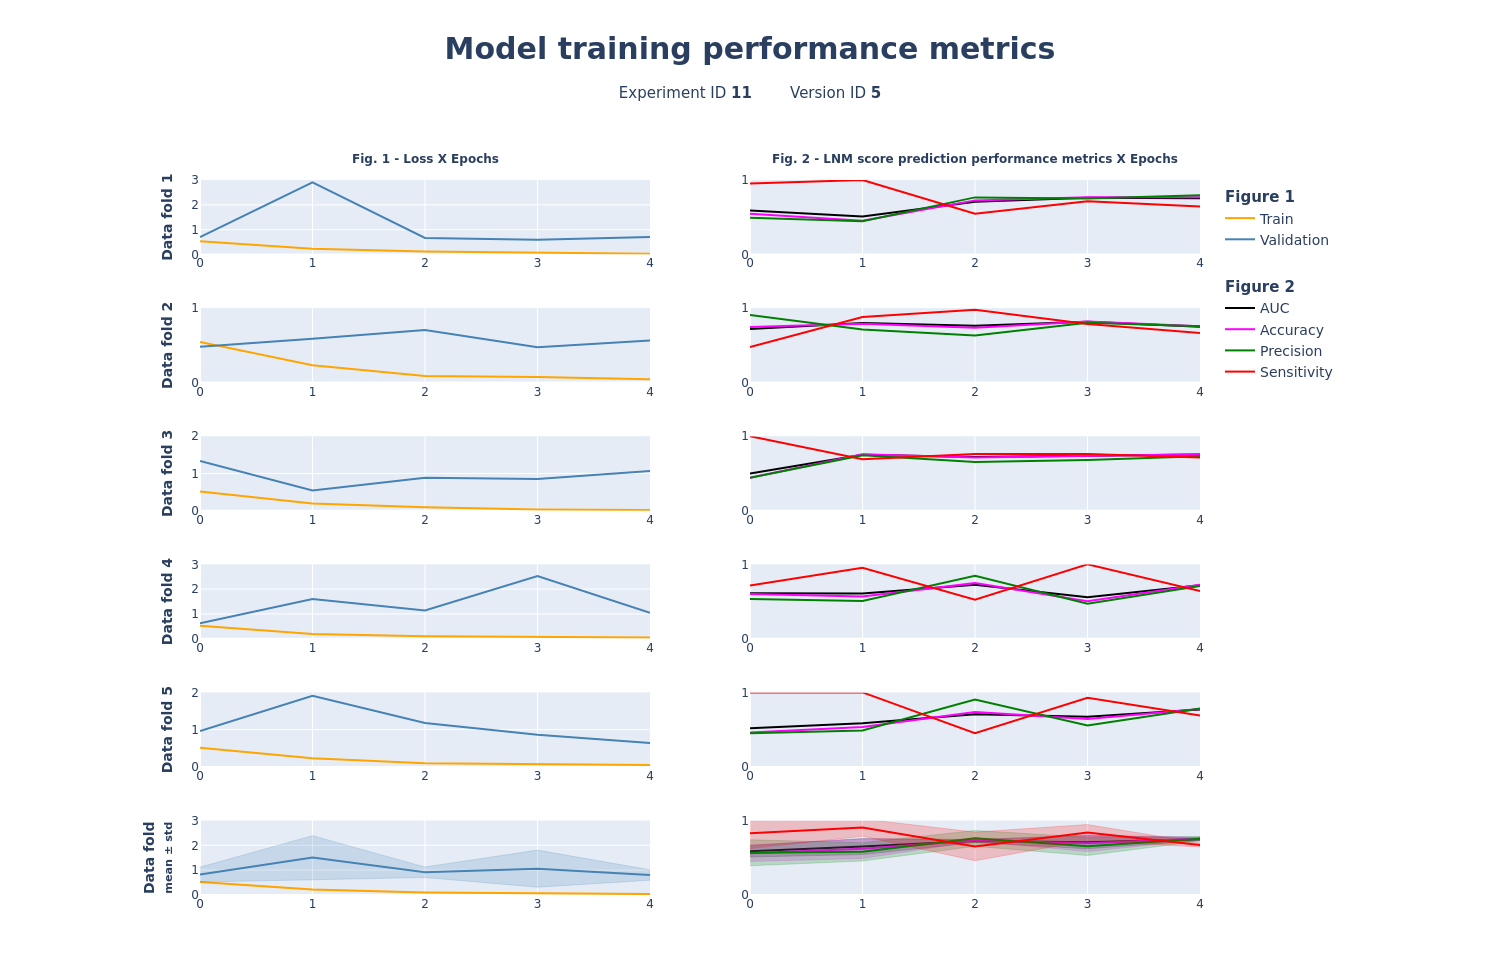 Model training performance metrics
Experiment ID 11 Version ID 5
Fig. 1 - Loss X Epochs
Fig. 2 - LNM score prediction performance metrics X Epochs
Data fold 1
3
2
1
0
0 1 2 3 4
1
0
0 1 2 3 4
Figure 1
Train
Validation
Figure 2
AUC
Accuracy
Precision
Sensitivity
Data fold 2
1
0
0 1 2 3 4
1
0
0 1 2 3 4
Data fold 3
2
1
0
0 1 2 3 4
1
0
0 1 2 3 4
Data fold 4
3
2
1
0
0 1 2 3 4
1
0
0 1 2 3 4
Data fold 5
2
1
0
0 1 2 3 4
1
0
0 1 2 3 4
Data fold
mean ± std
3
2
1
0
0 1 2 3 4
1
0
0 1 2 3 4